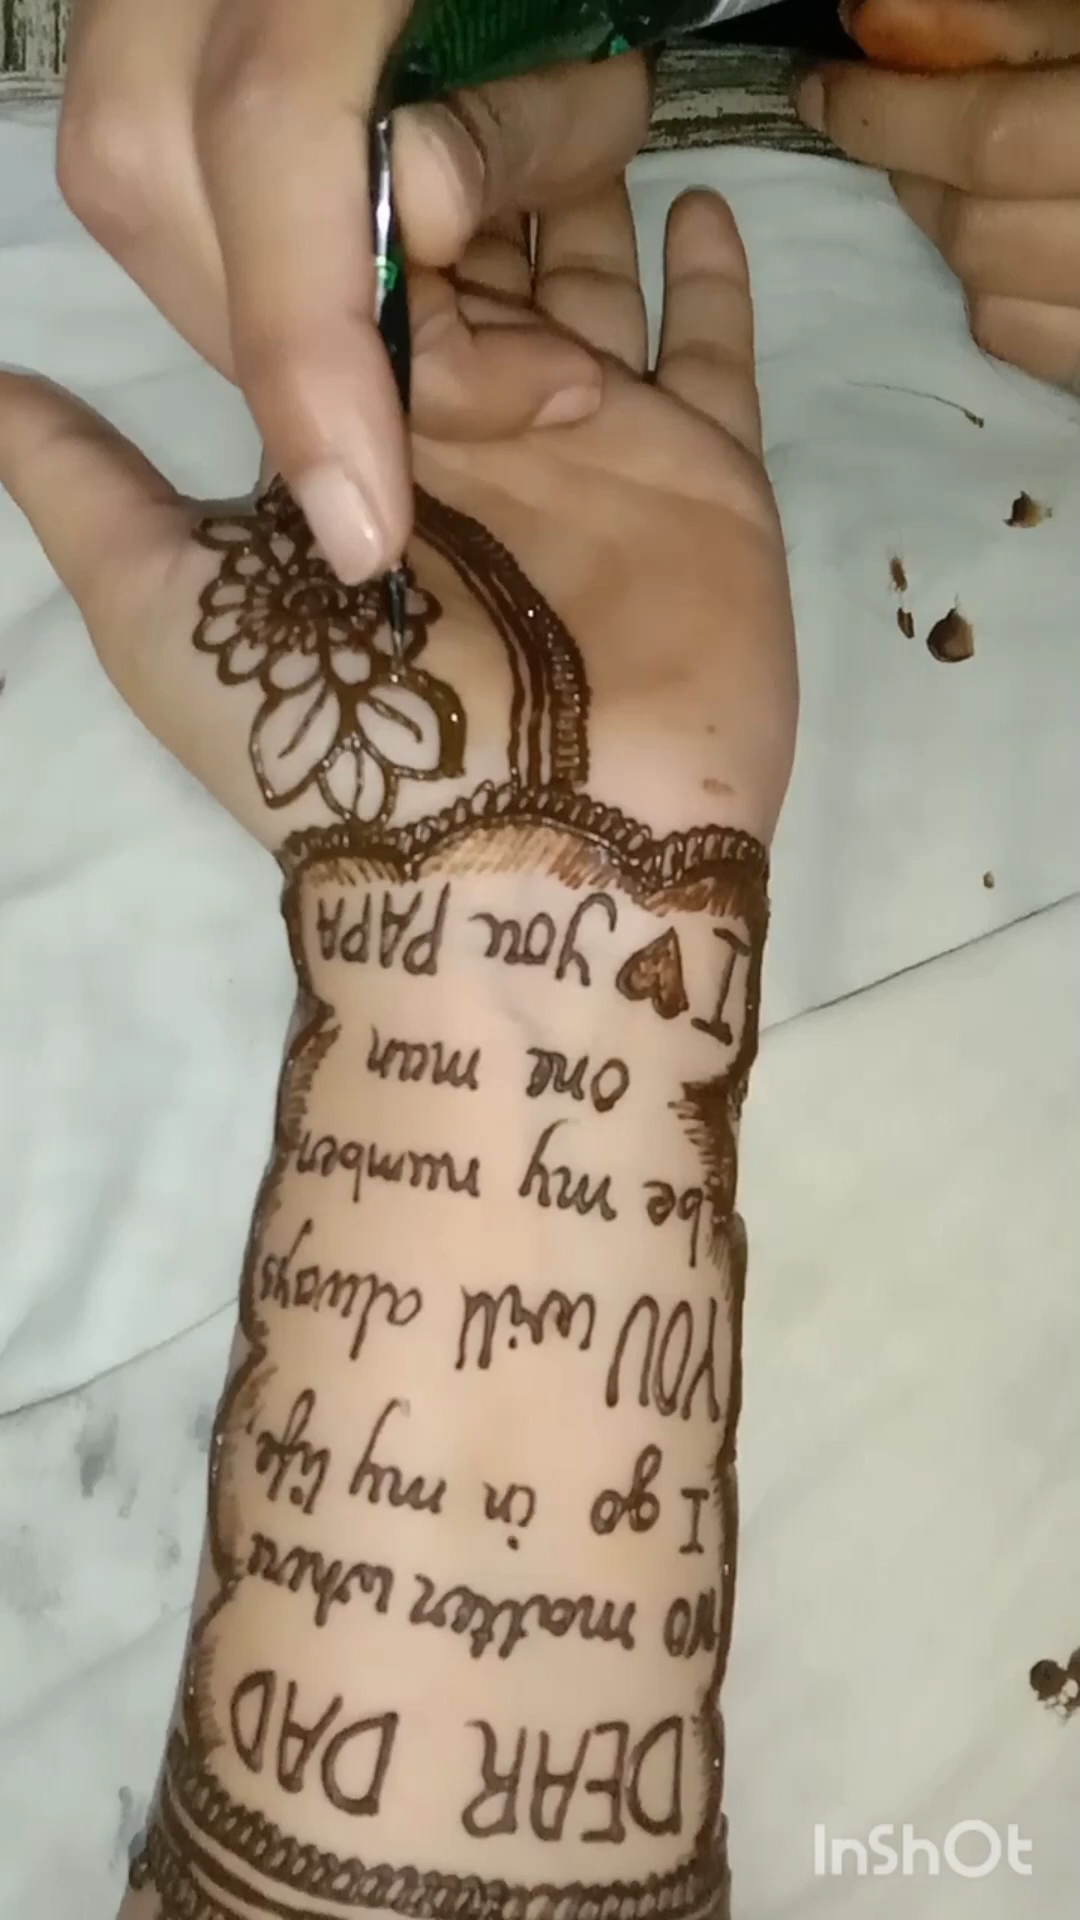 DEAR DAD
NO matter where
I go in my life,
YOU will always
be my number
one man
I ♥ you PAPA
InShOt